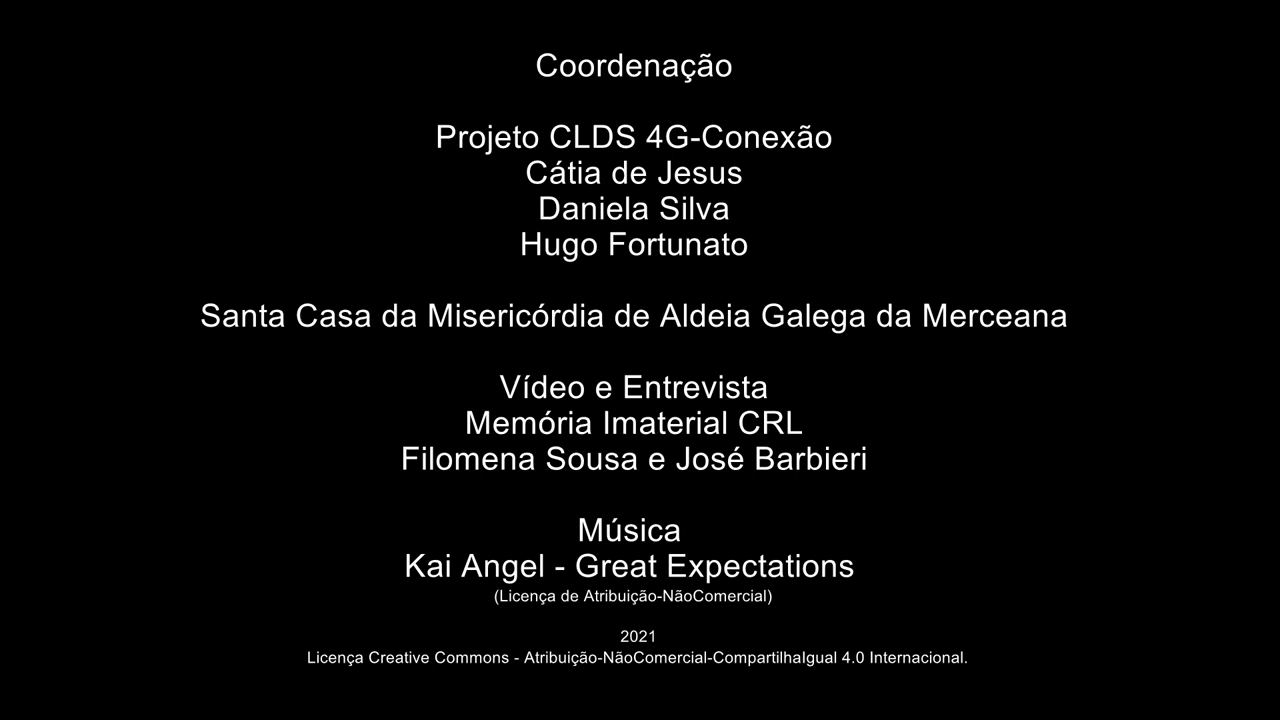 Coordenação
Projeto CLDS 4G-Conexão
Cátia de Jesus
Daniela Silva
Hugo Fortunato
Santa Casa da Misericórdia de Aldeia Galega da Merceana
Vídeo e Entrevista
Memória Imaterial CRL
Filomena Sousa e José Barbieri
Música
Kai Angel - Great Expectations
(Licença de Atribuição-NãoComercial)
2021
Licença Creative Commons - Atribuição-NãoComercial-CompartilhaIgual 4.0 Internacional.